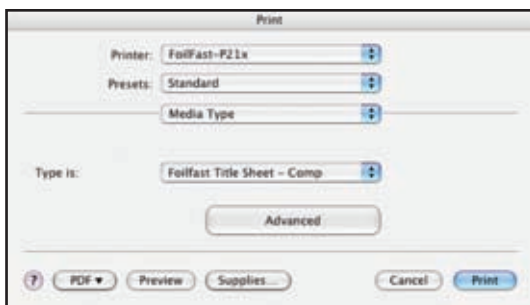 Print
Printer: FoilFast-P21x
Presets: Standard
Media Type
Type is: Foilfast Title Sheet - Comp
Advanced
? PDF ▼ Preview Supplies... Cancel Print